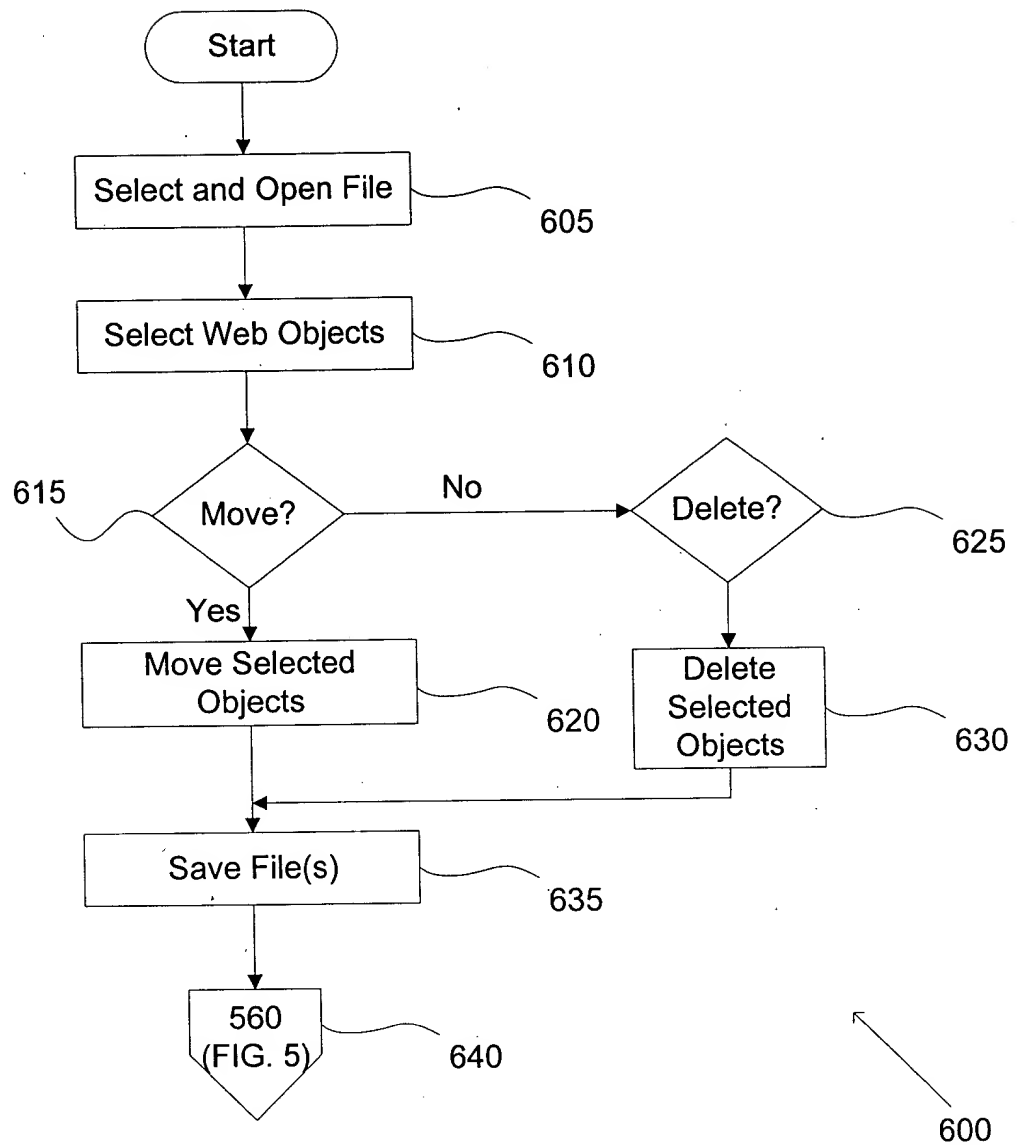 Start
Select and Open File
605
Select Web Objects
610
615
Move?
No
Delete?
625
Yes
Move Selected
Objects
620
Delete
Selected
Objects
630
Save File(s)
635
560
(FIG. 5)
640
600